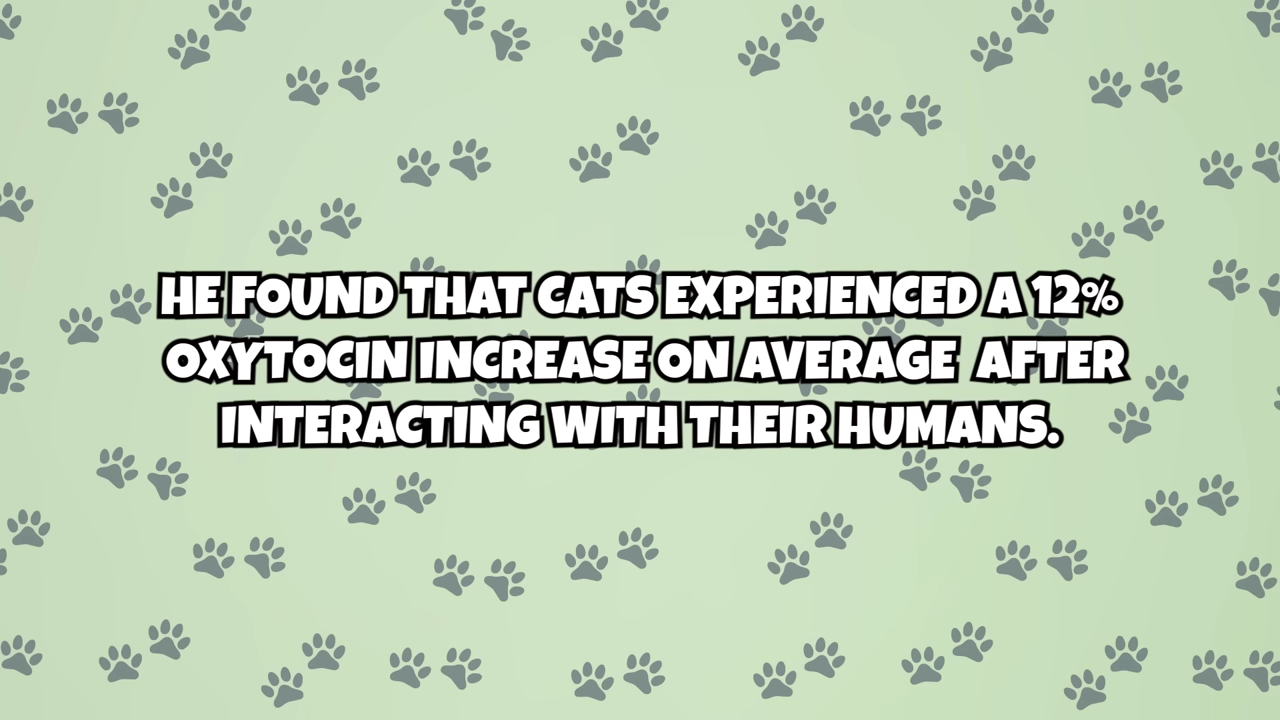 HE FOUND THAT CATS EXPERIENCED A 12%
OXYTOCIN INCREASE ON AVERAGE  AFTER
INTERACTING WITH THEIR HUMANS.